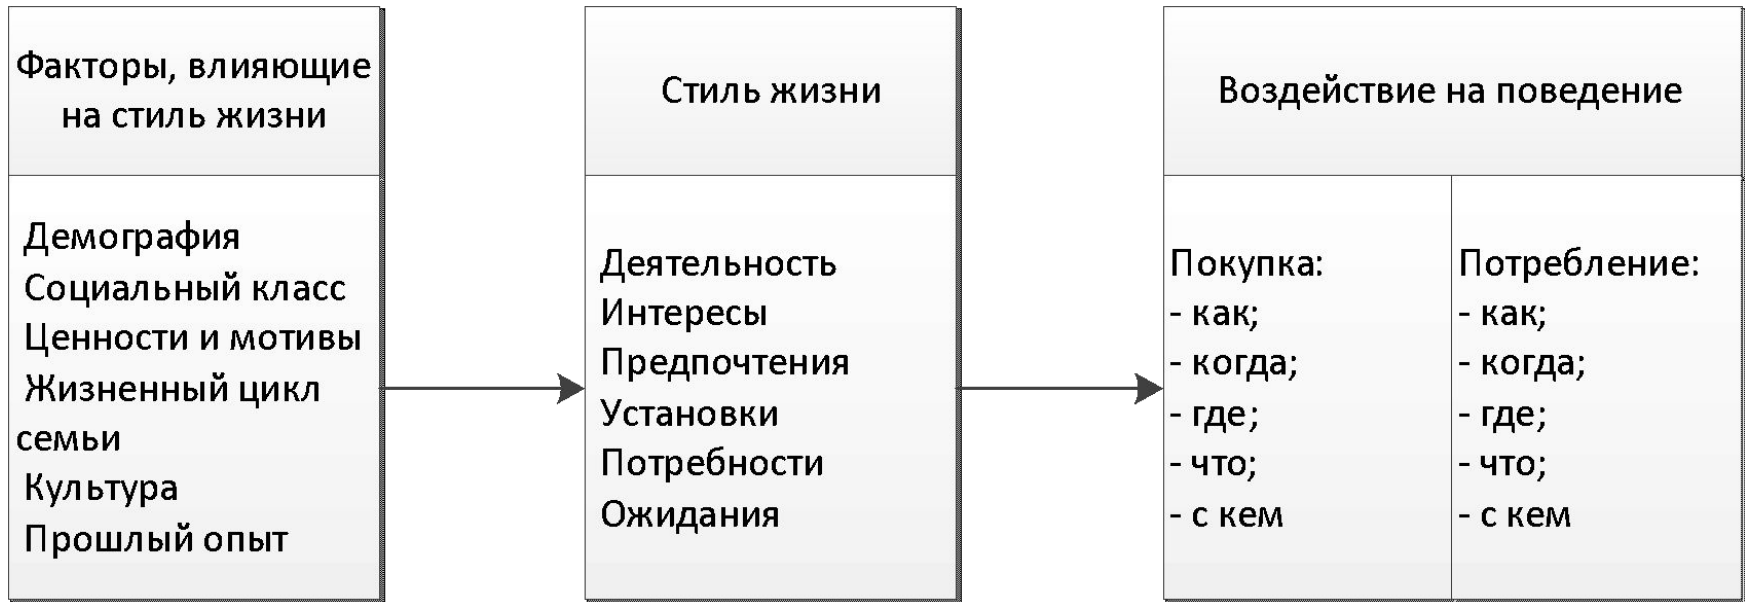 Факторы, влияющие
на стиль жизни
Демография
Социальный класс
Ценности и мотивы
Жизненный цикл
семьи
Культура
Прошлый опыт
Стиль жизни
Деятельность
Интересы
Предпочтения
Установки
Потребности
Ожидания
Воздействие на поведение
Покупка:
- как;
- когда;
- где;
- что;
- с кем
Потребление:
- как;
- когда;
- где;
- что;
- с кем